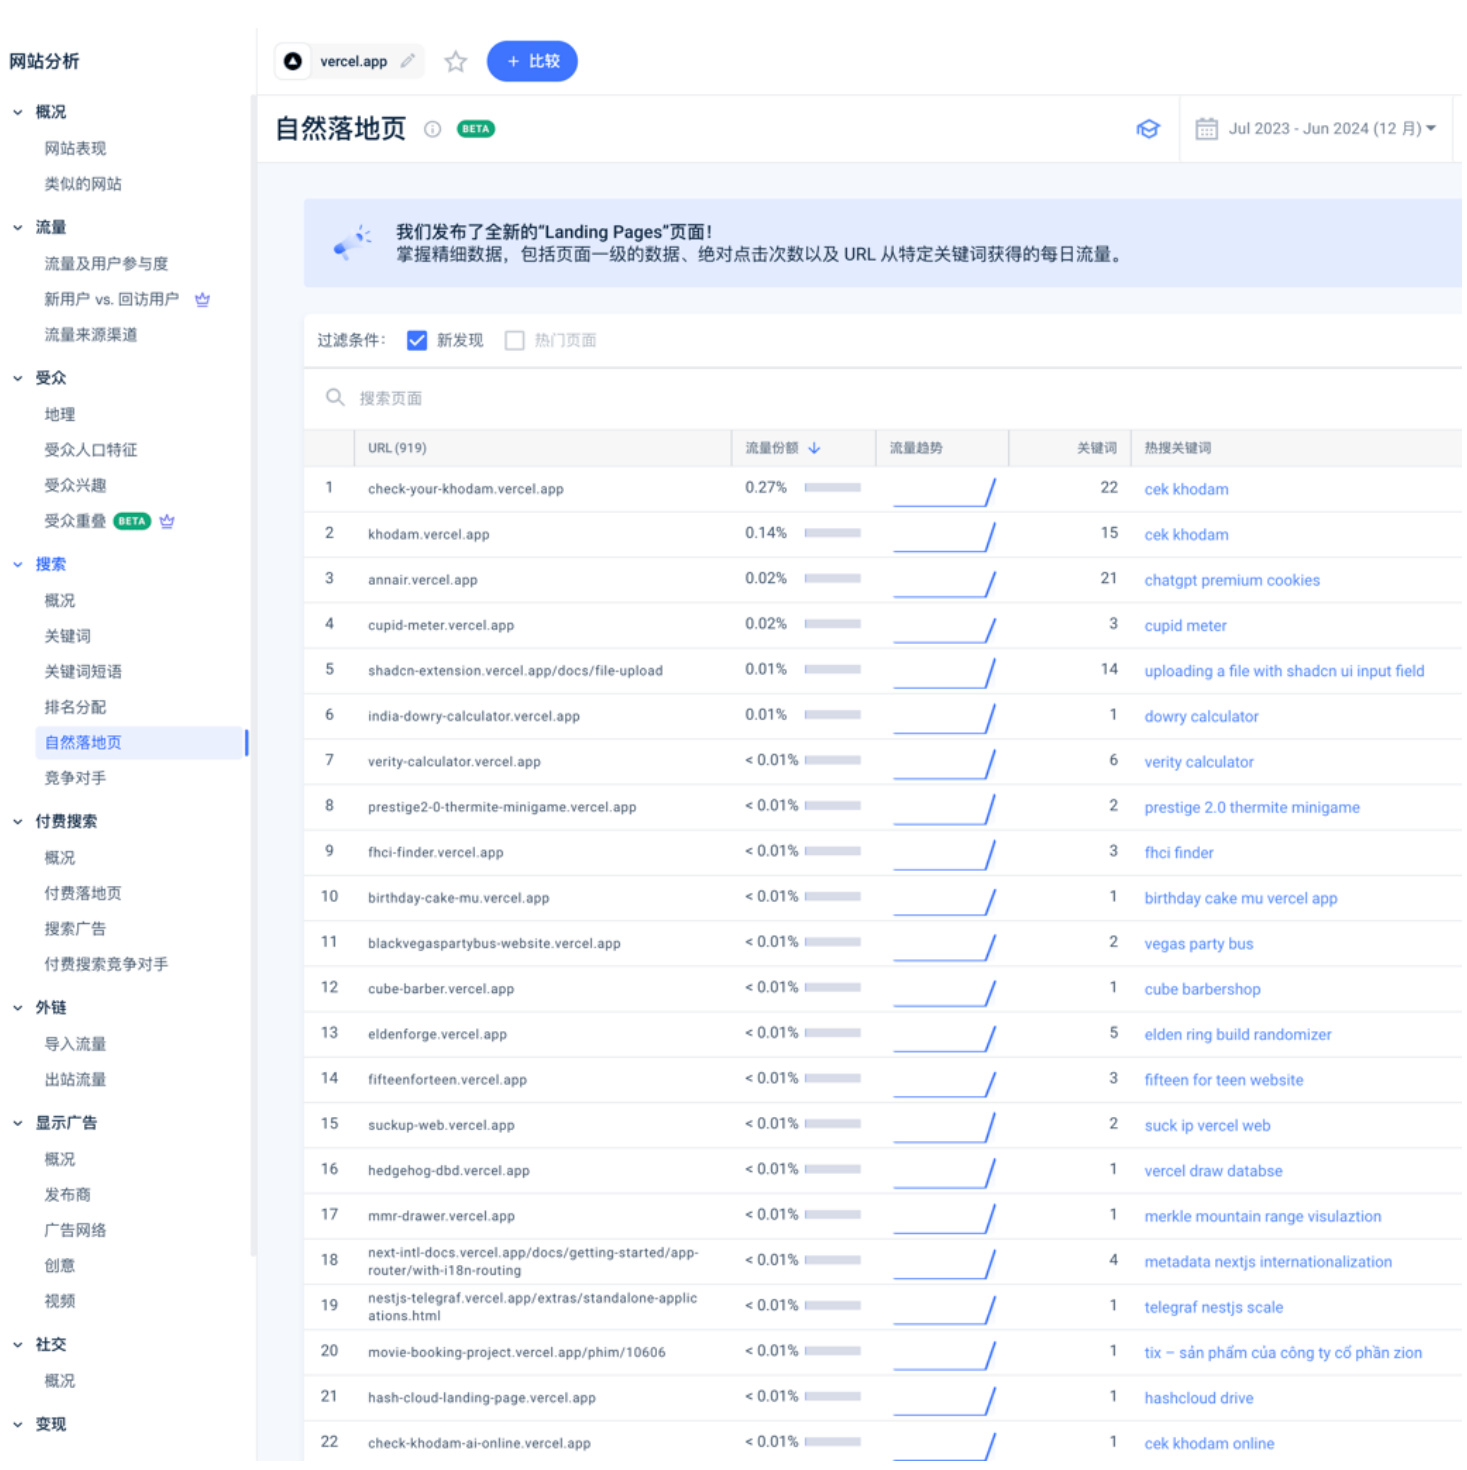 网站分析
概况
网站表现
类似的网站
流量
流量及用户参与度
新用户 vs. 回访用户
流量来源渠道
受众
地理
受众人口特征
受众兴趣
受众重叠 BETA
搜索
概况
关键词
关键词短语
排名分配
自然落地页
竞争对手
付费搜索
概况
付费落地页
搜索广告
付费搜索竞争对手
外链
导入流量
出站流量
显示广告
概况
发布商
广告网络
创意
视频
社交
概况
变现
vercel.app
+ 比较
自然落地页 BETA
Jul 2023 - Jun 2024 (12 月)
我们发布了全新的“Landing Pages”页面！
掌握精细数据，包括页面一级的数据、绝对点击次数以及 URL 从特定关键词获得的每日流量。
过滤条件： 新发现 热门页面
搜索页面
URL (919) 流量份额 流量趋势 关键词 热搜关键词
1 check-your-khodam.vercel.app 0.27% 22 cek khodam
2 khodam.vercel.app 0.14% 15 cek khodam
3 annair.vercel.app 0.02% 21 chatgpt premium cookies
4 cupid-meter.vercel.app 0.02% 3 cupid meter
5 shadcn-extension.vercel.app/docs/file-upload 0.01% 14 uploading a file with shadcn ui input field
6 india-dowry-calculator.vercel.app 0.01% 1 dowry calculator
7 verity-calculator.vercel.app < 0.01% 6 verity calculator
8 prestige2-0-thermite-minigame.vercel.app < 0.01% 2 prestige 2.0 thermite minigame
9 fhci-finder.vercel.app < 0.01% 3 fhci finder
10 birthday-cake-mu.vercel.app < 0.01% 1 birthday cake mu vercel app
11 blackvegaspartybus-website.vercel.app < 0.01% 2 vegas party bus
12 cube-barber.vercel.app < 0.01% 1 cube barbershop
13 eldenforge.vercel.app < 0.01% 5 elden ring build randomizer
14 fifteenforteen.vercel.app < 0.01% 3 fifteen for teen website
15 suckup-web.vercel.app < 0.01% 2 suck ip vercel web
16 hedgehog-dbd.vercel.app < 0.01% 1 vercel draw databse
17 mmr-drawer.vercel.app < 0.01% 1 merkle mountain range visulaztion
18 next-intl-docs.vercel.app/docs/getting-started/app-
router/with-i18n-routing < 0.01% 4 metadata nextjs internationalization
19 nestjs-telegraf.vercel.app/extras/standalone-applic
ations.html < 0.01% 1 telegraf nestjs scale
20 movie-booking-project.vercel.app/phim/10606 < 0.01% 1 tix – sản phẩm của công ty cổ phần zion
21 hash-cloud-landing-page.vercel.app < 0.01% 1 hashcloud drive
22 check-khodam-ai-online.vercel.app < 0.01% 1 cek khodam online